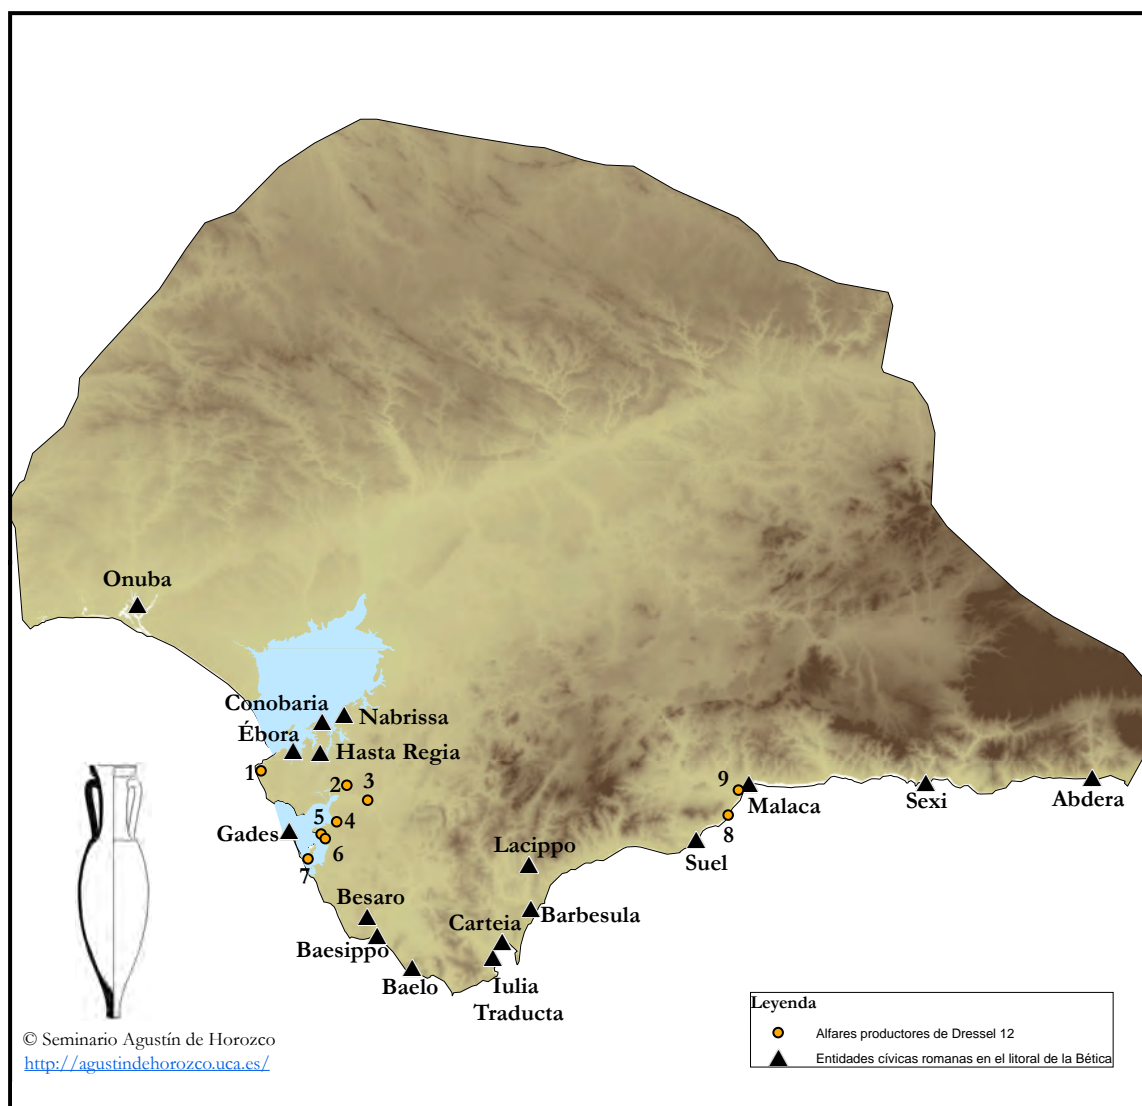 Onuba
Conobaria
Nabrissa
Ébora
Hasta Regia
1
2
3
9
Malaca
Sexi
Abdera
5
4
Gades
8
6
Suel
7
Lacippo
Besaro
Barbesula
Carteia
Baesippo
Baelo
Iulia
Traducta
Leyenda
Alfares productores de Dressel 12
Entidades cívicas romanas en el litoral de la Bética
© Seminario Agustín de Horozco
http://agustindehorozco.uca.es/